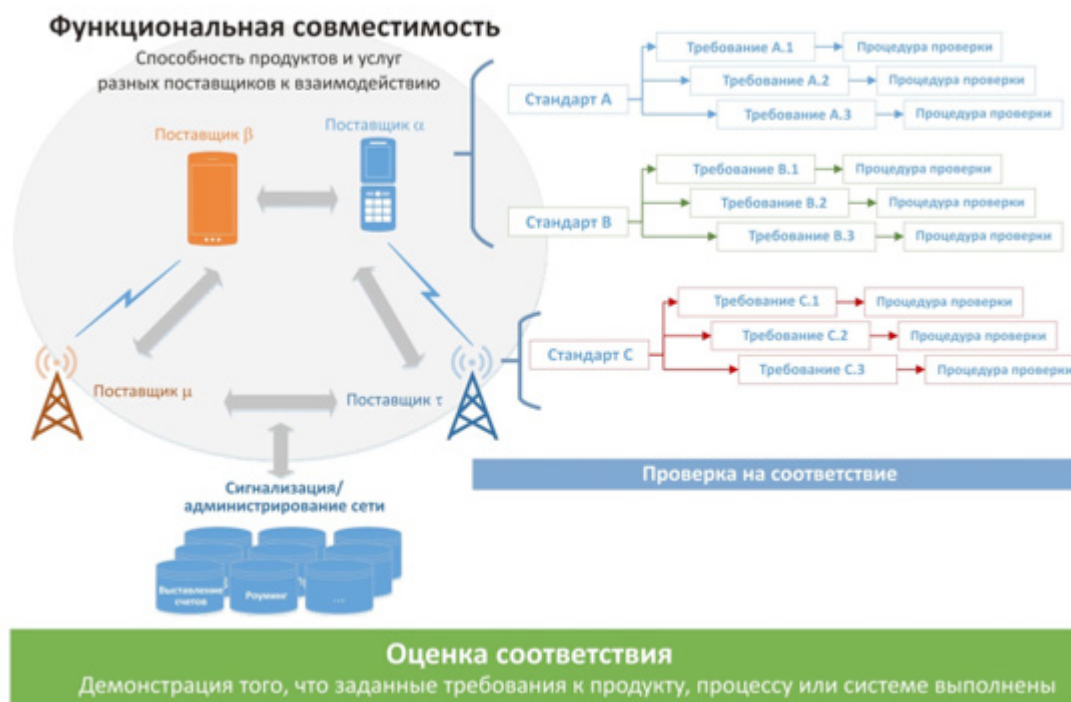 Функциональная совместимость
Способность продуктов и услуг
разных поставщиков к взаимодействию
Поставщик β
Поставщик α
Поставщик μ
Поставщик τ
Сигнализация/
администрирование сети
Выставление
счетов
Роуминг
...
Стандарт A
Требование A.1
Процедура проверки
Требование A.2
Процедура проверки
Требование A.3
Процедура проверки
Стандарт B
Требование B.1
Процедура проверки
Требование B.2
Процедура проверки
Требование B.3
Процедура проверки
Стандарт C
Требование C.1
Процедура проверки
Требование C.2
Процедура проверки
Требование C.3
Процедура проверки
Проверка на соответствие
Оценка соответствия
Демонстрация того, что заданные требования к продукту, процессу или системе выполнены